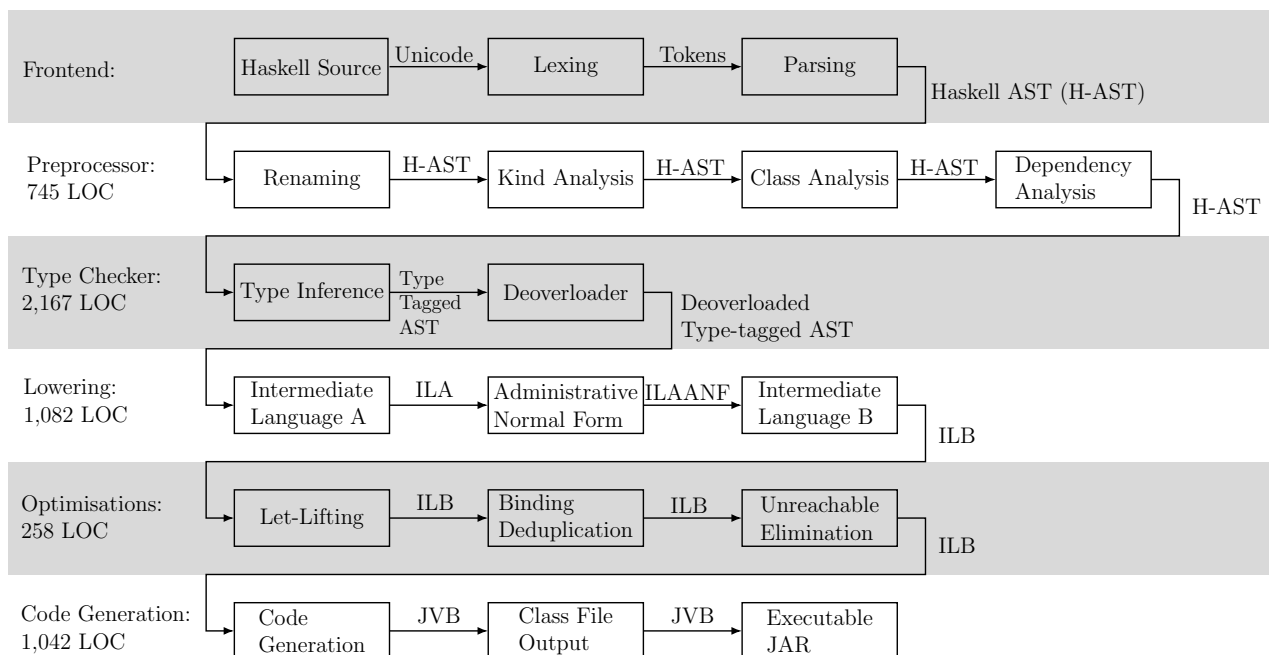 Frontend:
Haskell Source
Unicode
Lexing
Tokens
Parsing
Haskell AST (H-AST)
Preprocessor:
745 LOC
Renaming
H-AST
Kind Analysis
H-AST
Class Analysis
H-AST
Dependency
Analysis
H-AST
Type Checker:
2,167 LOC
Type Inference
Type
Tagged
AST
Deoverloader
Deoverloaded
Type-tagged AST
Lowering:
1,082 LOC
Intermediate
Language A
ILA
Administrative
Normal Form
ILAANF
Intermediate
Language B
ILB
Optimisations:
258 LOC
Let-Lifting
ILB
Binding
Deduplication
ILB
Unreachable
Elimination
ILB
Code Generation:
1,042 LOC
Code
Generation
JVB
Class File
Output
JVB
Executable
JAR